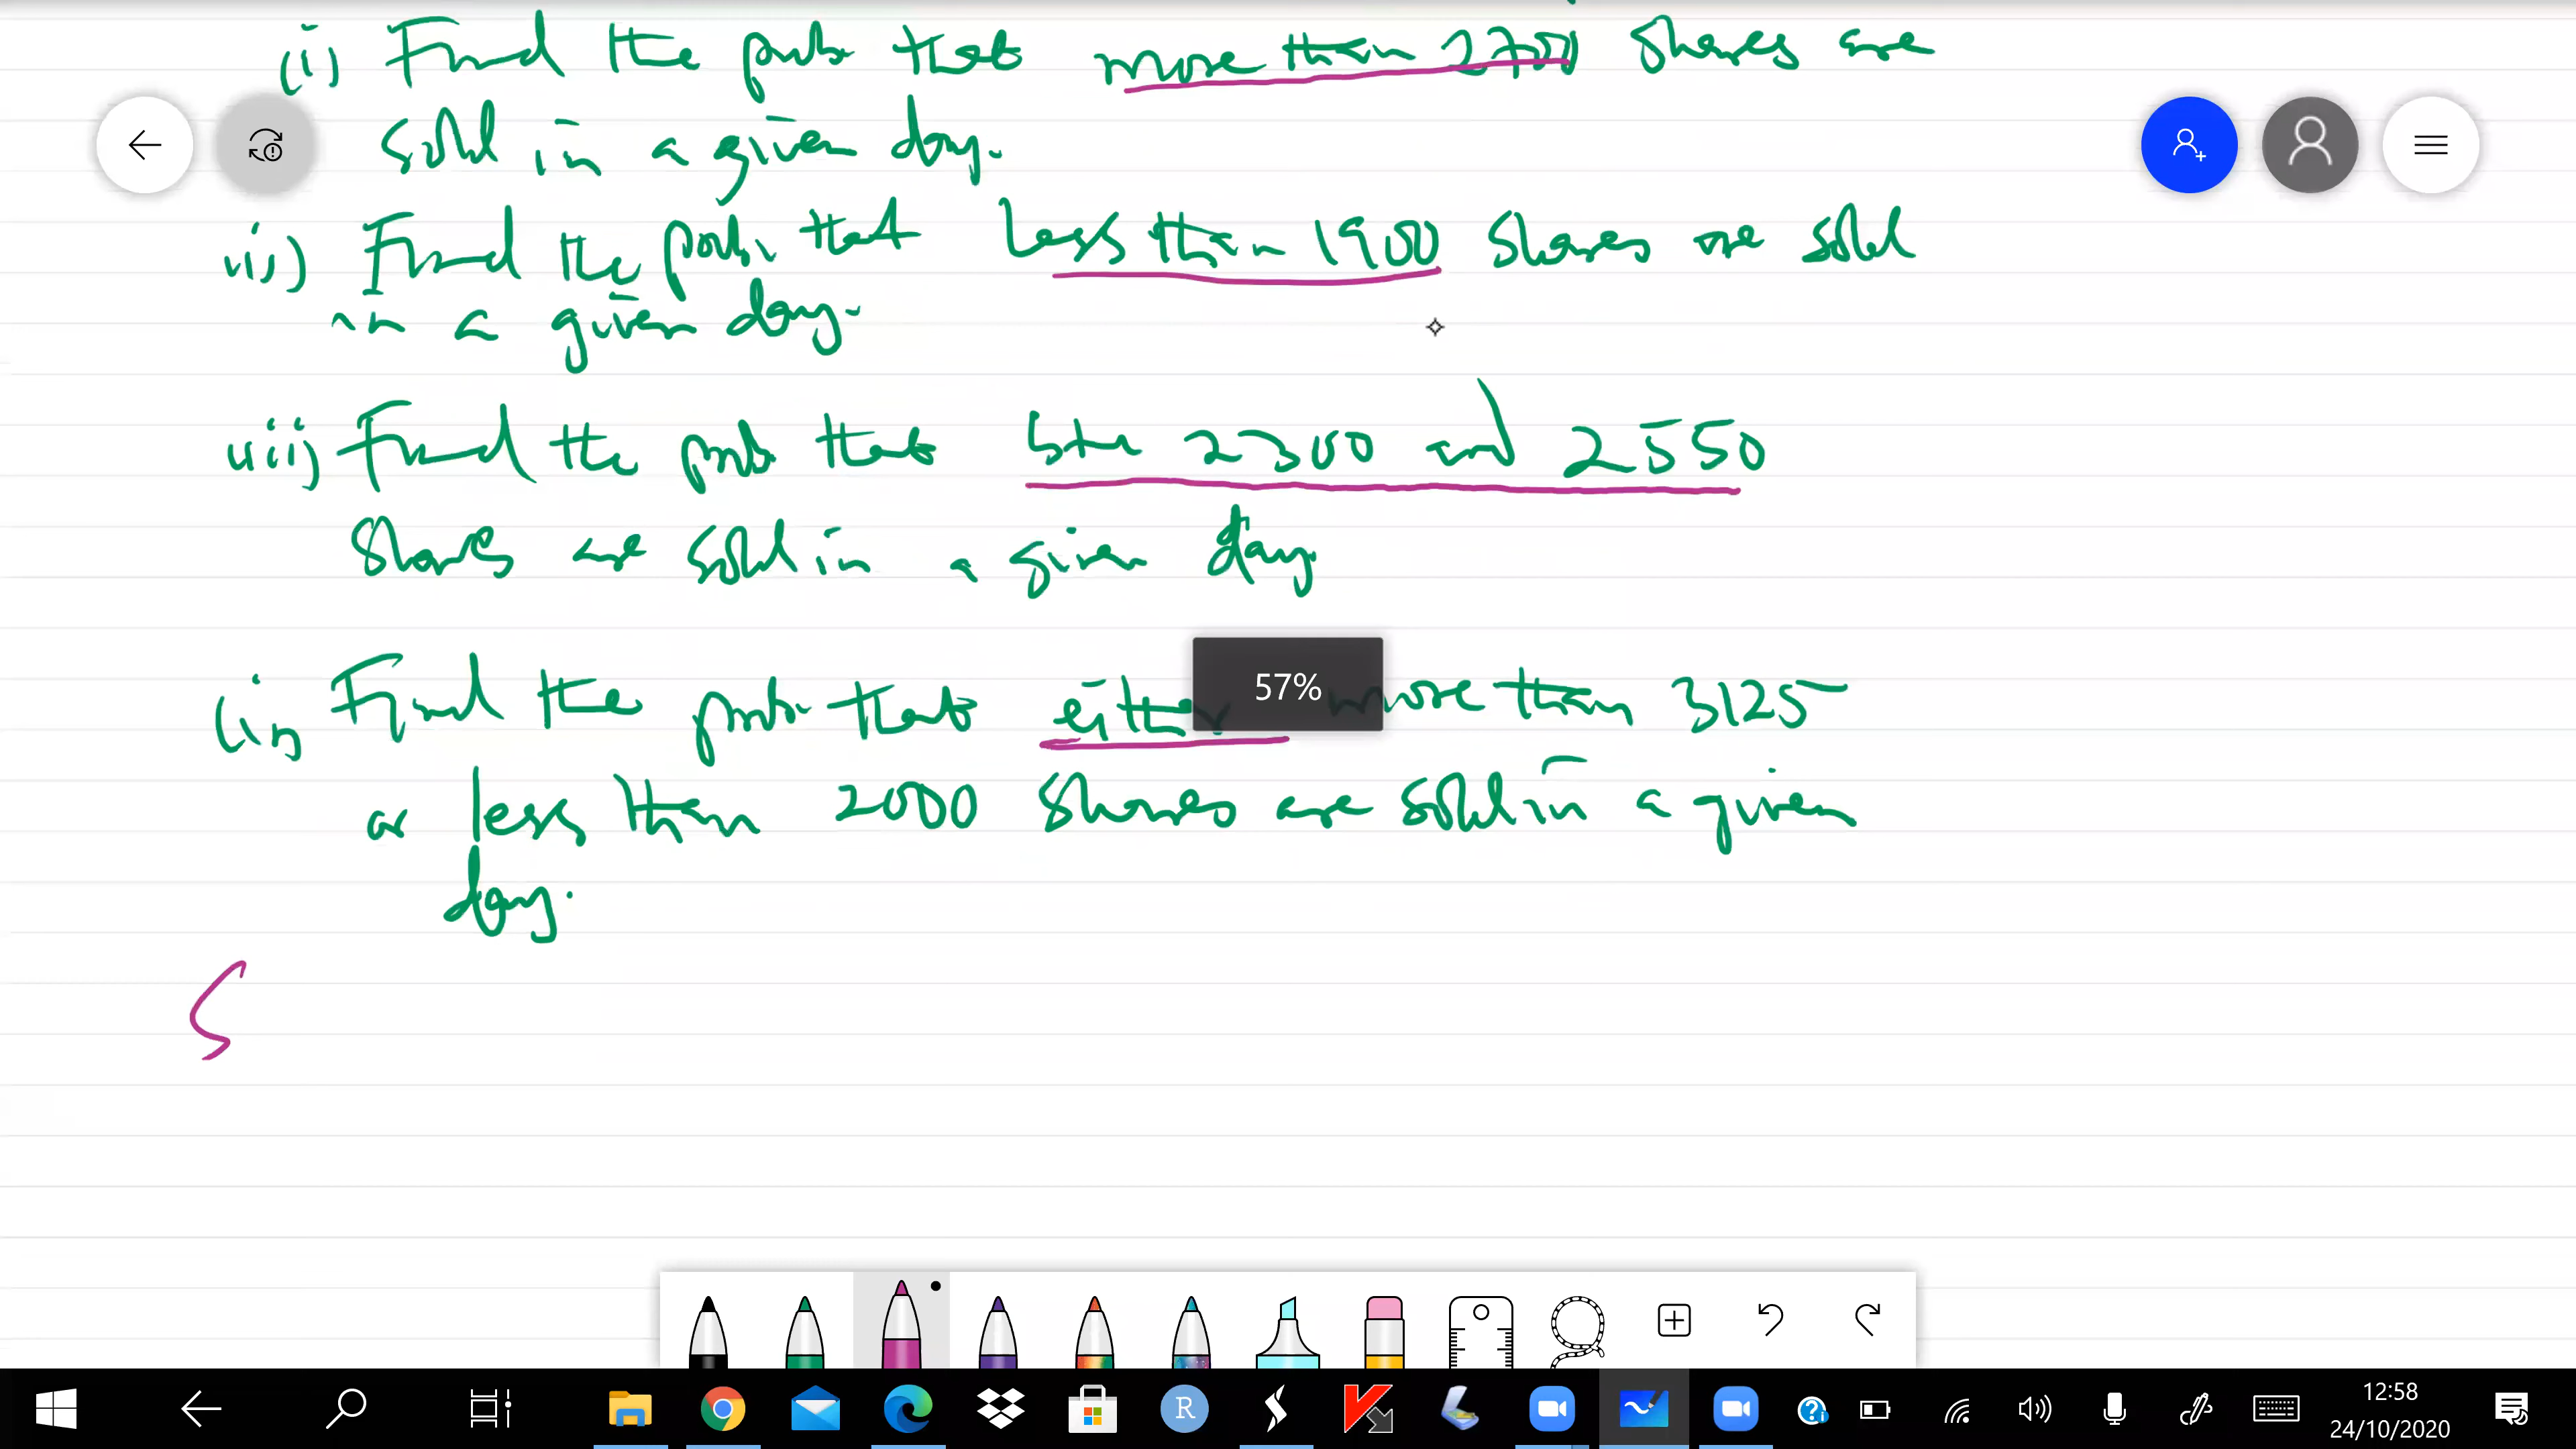 (i) Find the prob that more than 2700 shares are
sold in a given day.
(ii) Find the prob. that less than 1900 shares are sold
in a given day.
(iii) Find the prob that btn 2300 and 2550
shares are sold in a given day.
Find the prob. that either more than 3125
57%
or less than 2000 shares are sold in a given
day.
R
12:58
24/10/2020